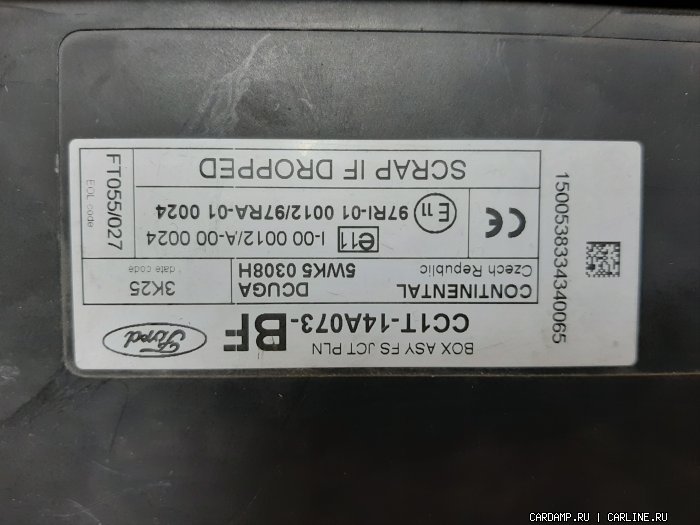 BOX ASY FS JCT PLN
CC1T-14A073-BF
Ford
CONTINENTAL
Czech Republic
DCUGA
5WK5 0308H
3K25
date code
e11
I-00 0012/A-00 0024
E11
97RI-01 0012/97RA-01 0024
CE
SCRAP IF DROPPED
FT055/027
EOL code
1500538334340065
CARDAMP.RU / CARLINE.RU